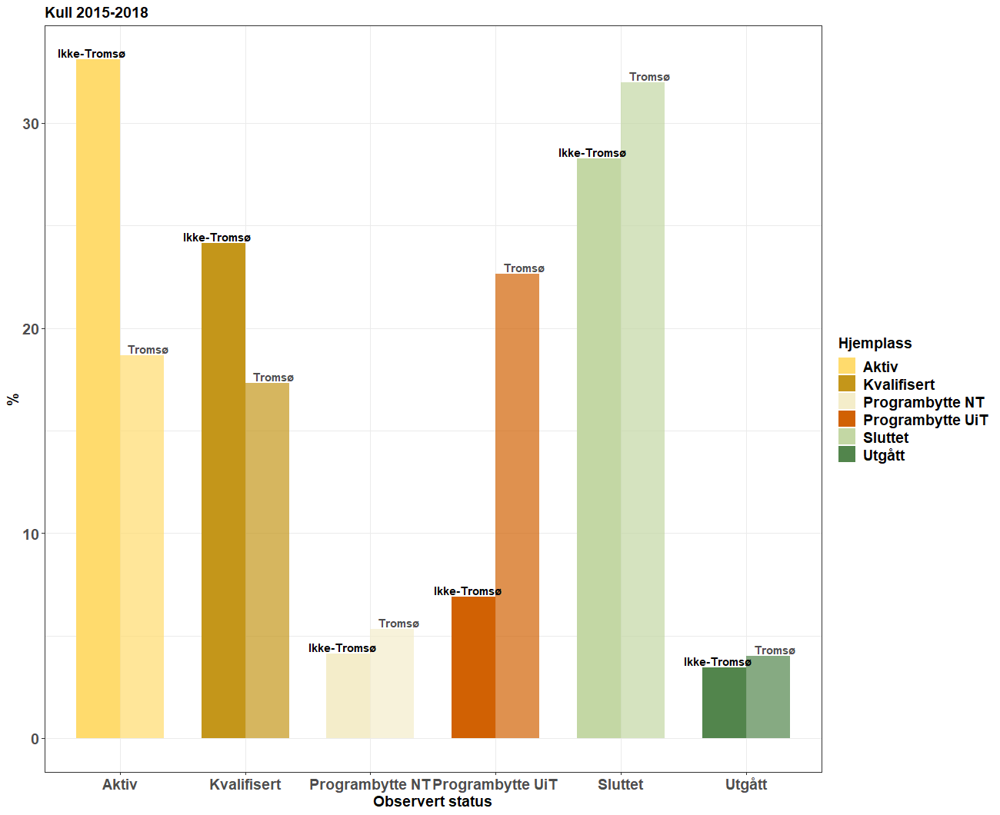 Kull 2015-2018
Ikke-Tromsø
Tromsø
Ikke-Tromsø
Tromsø
Ikke-Tromsø
Tromsø
Ikke-Tromsø
Tromsø
Ikke-Tromsø
Tromsø
Ikke-Tromsø
Tromsø
30
20
10
0
%
Aktiv
Kvalifisert
Programbytte NT
Programbytte UiT
Sluttet
Utgått
Observert status
Hjemplass
Aktiv
Kvalifisert
Programbytte NT
Programbytte UiT
Sluttet
Utgått